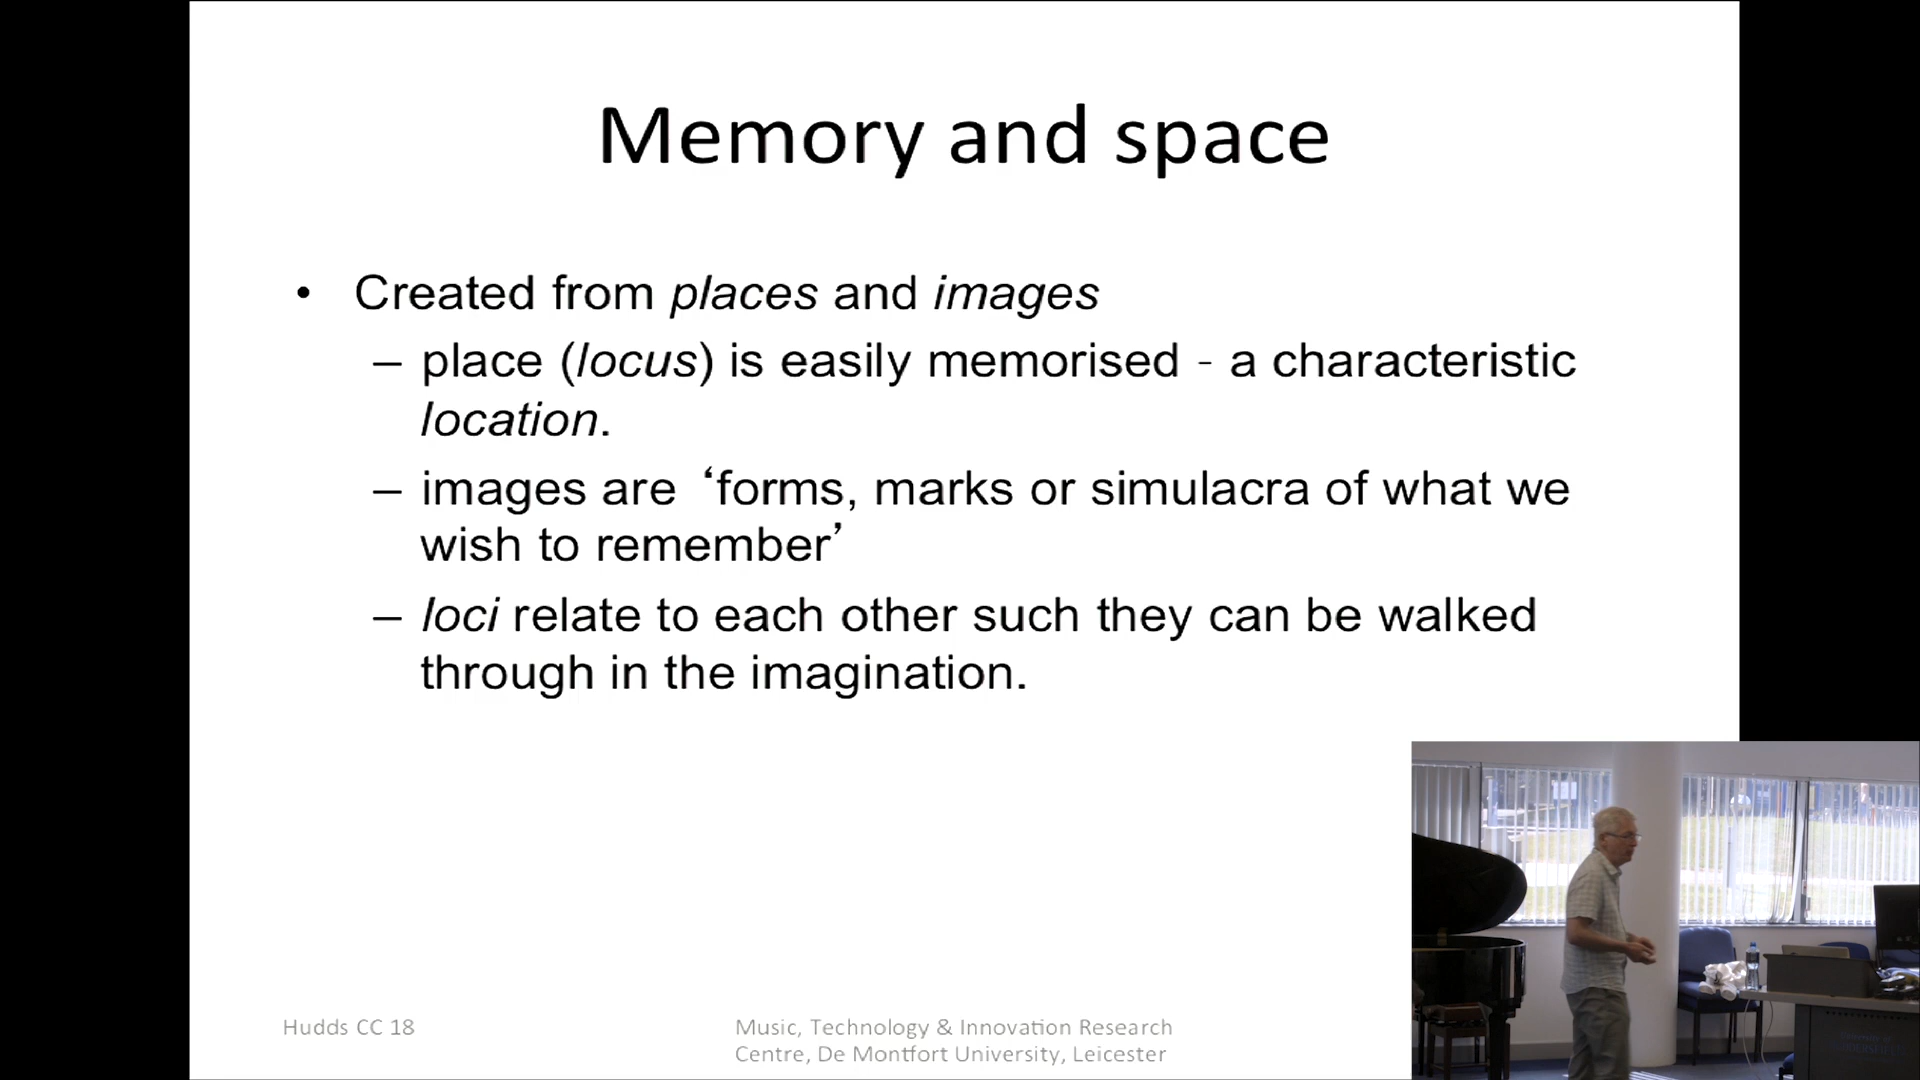 Memory and space
• Created from places and images
– place (locus) is easily memorised - a characteristic
location.
– images are ‘forms, marks or simulacra of what we
wish to remember’
– loci relate to each other such they can be walked
through in the imagination.
Hudds CC 18
Music, Technology & Innovation Research
Centre, De Montfort University, Leicester